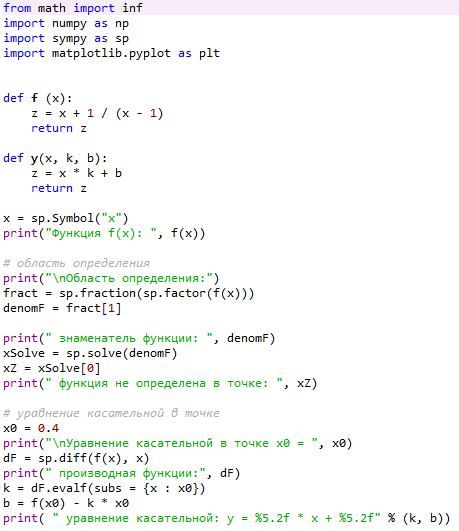 from math import inf
import numpy as np
import sympy as sp
import matplotlib.pyplot as plt
def f (x):
z = x + 1 / (x - 1)
return z
def y(x, k, b):
z = x * k + b
return z
x = sp.Symbol("x")
print("Функция f(x): ", f(x))
# область определения
print("\nОбласть определения:")
fract = sp.fraction(sp.factor(f(x)))
denomF = fract[1]
print(" знаменатель функции: ", denomF)
xSolve = sp.solve(denomF)
xZ = xSolve[0]
print(" функция не определена в точке: ", xZ)
# уравнение касательной в точке
x0 = 0.4
print("\nУравнение касательной в точке x0 = ", x0)
dF = sp.diff(f(x), x)
print(" производная функции:", dF)
k = dF.evalf(subs = {x : x0})
b = f(x0) - k * x0
print( " уравнение касательной: y = %5.2f * x + %5.2f" % (k, b))